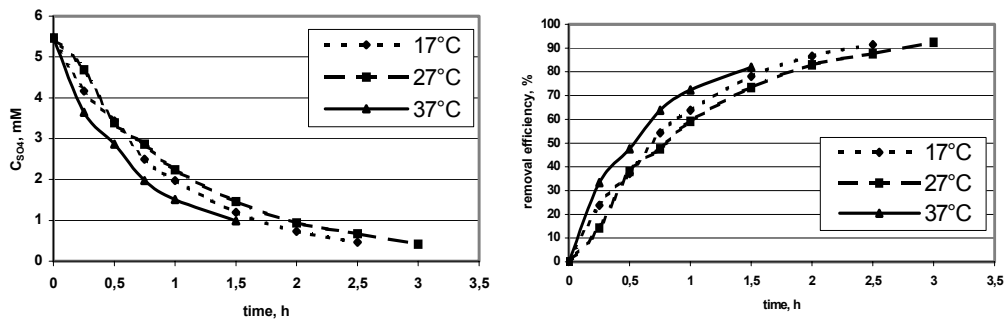 C_SO4, mM
6
5
4
3
2
1
0
0 0,5 1 1,5 2 2,5 3 3,5
time, h
17°C
27°C
37°C
removal efficiency, %
100
90
80
70
60
50
40
30
20
10
0
0 0,5 1 1,5 2 2,5 3 3,5
time, h
17°C
27°C
37°C